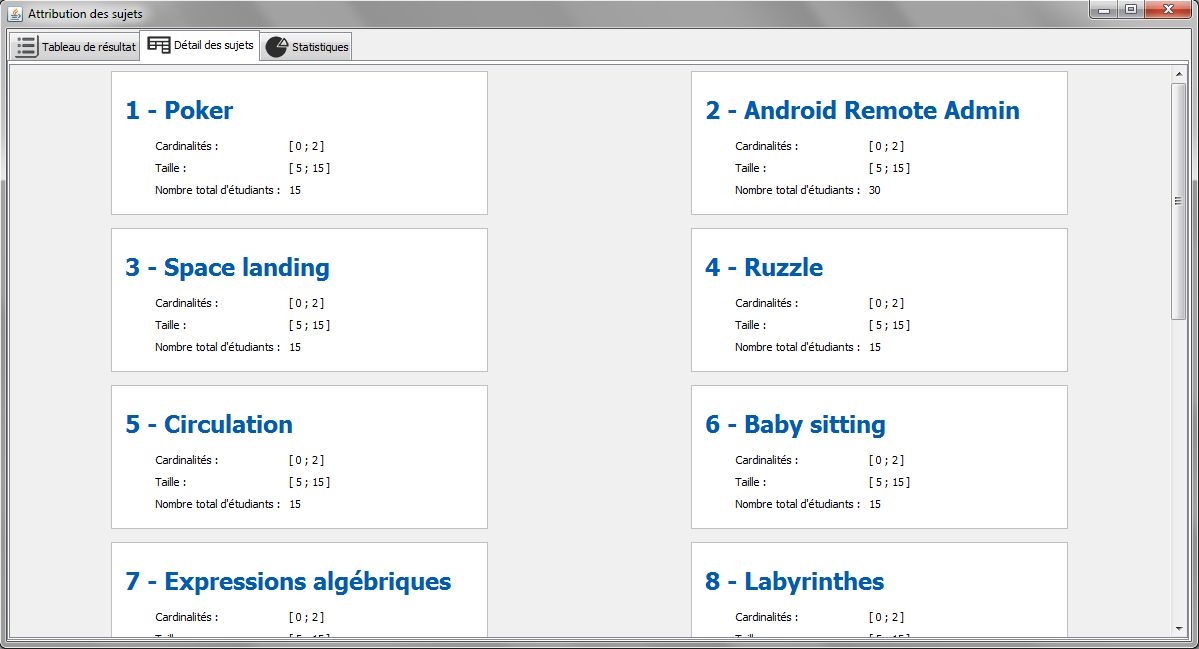 Attribution des sujets
Tableau de résultat Détail des sujets Statistiques
1 - Poker
Cardinalités : [ 0 ; 2 ]
Taille : [ 5 ; 15 ]
Nombre total d'étudiants : 15
2 - Android Remote Admin
Cardinalités : [ 0 ; 2 ]
Taille : [ 5 ; 15 ]
Nombre total d'étudiants : 30
3 - Space landing
Cardinalités : [ 0 ; 2 ]
Taille : [ 5 ; 15 ]
Nombre total d'étudiants : 15
4 - Ruzzle
Cardinalités : [ 0 ; 2 ]
Taille : [ 5 ; 15 ]
Nombre total d'étudiants : 15
5 - Circulation
Cardinalités : [ 0 ; 2 ]
Taille : [ 5 ; 15 ]
Nombre total d'étudiants : 15
6 - Baby sitting
Cardinalités : [ 0 ; 2 ]
Taille : [ 5 ; 15 ]
Nombre total d'étudiants : 15
7 - Expressions algébriques
Cardinalités : [ 0 ; 2 ]
8 - Labyrinthes
Cardinalités : [ 0 ; 2 ]